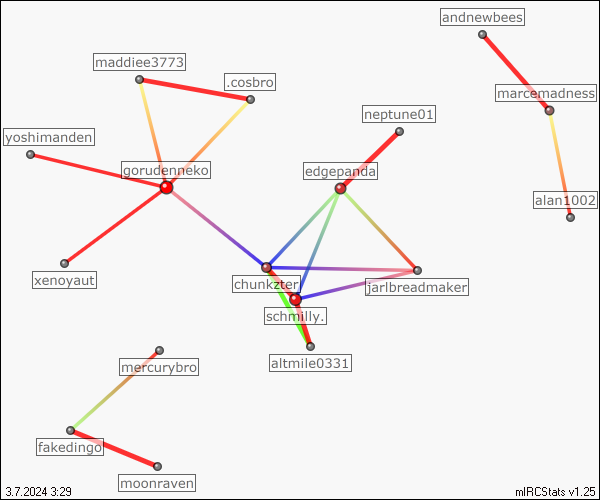 andnewbees
maddiee3773
.cosbro
marcemadness
neptune01
yoshimanden
gorudenneko
edgepanda
alan1002
xenoyaut
chunkzter
jarlbreadmaker
schmilly.
altmile0331
mercurybro
fakedingo
moonraven
3.7.2024 3:29
mIRCStats v1.25